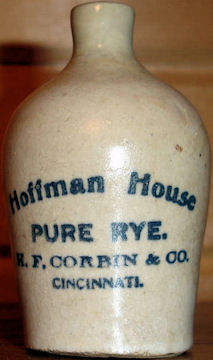 Hoffman House
PURE RYE.
H. F. CORBIN & CO.
CINCINNATI.